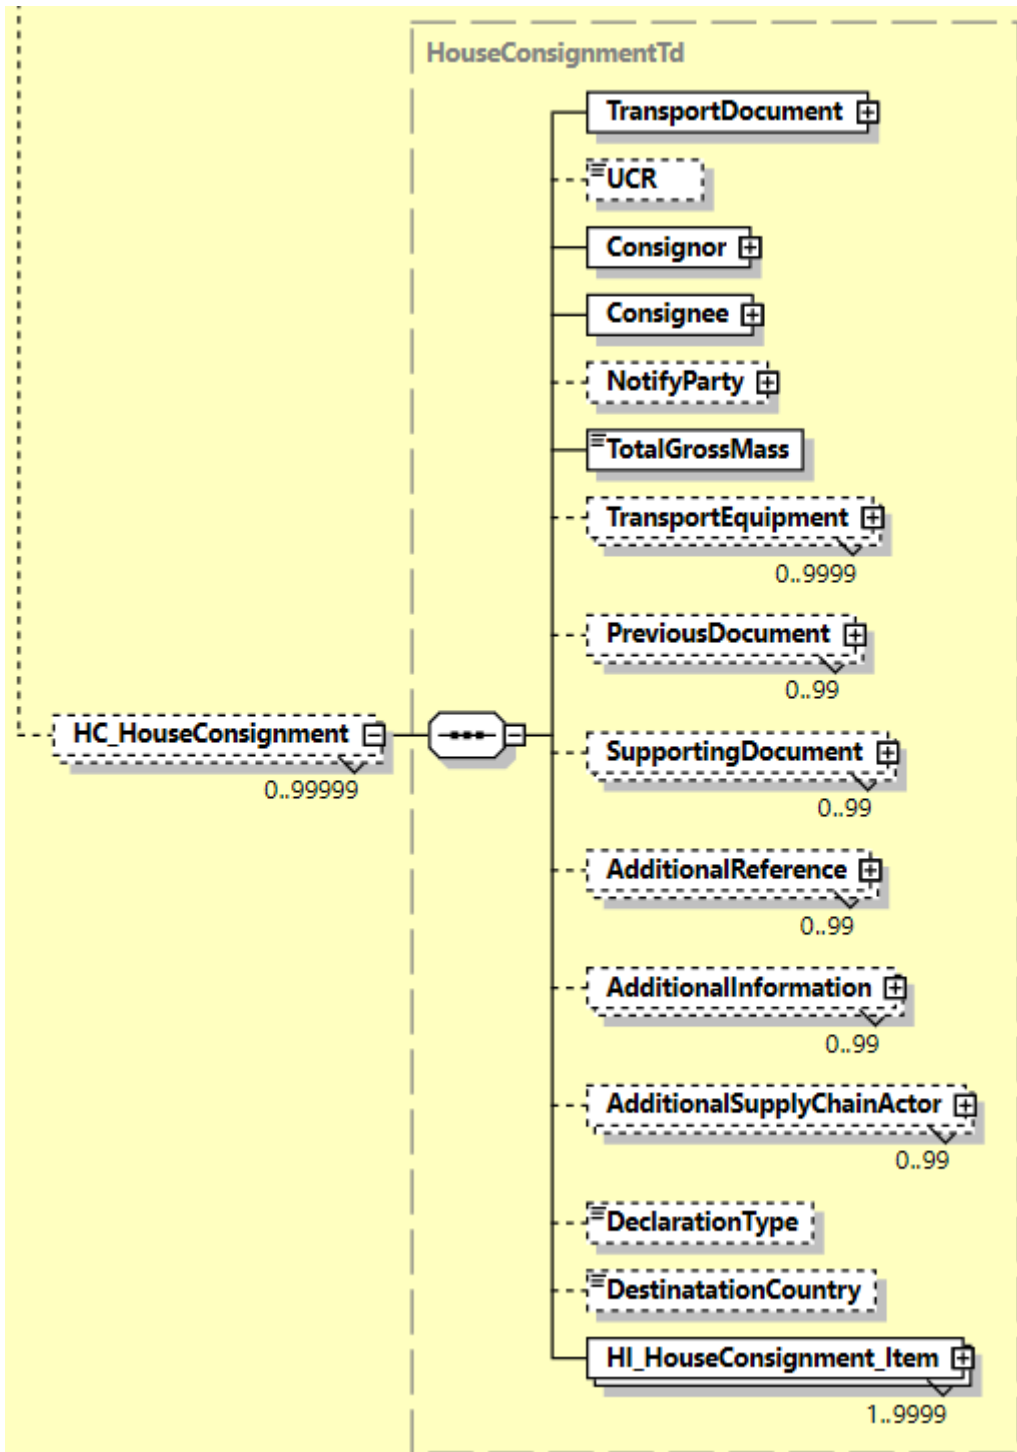 HouseConsignmentTd
TransportDocument
UCR
Consignor
Consignee
NotifyParty
TotalGrossMass
TransportEquipment
0..9999
PreviousDocument
0..99
HC_HouseConsignment
0..99999
SupportingDocument
0..99
AdditionalReference
0..99
AdditionalInformation
0..99
AdditionalSupplyChainActor
0..99
DeclarationType
DestinatationCountry
HI_HouseConsignment_Item
1..9999